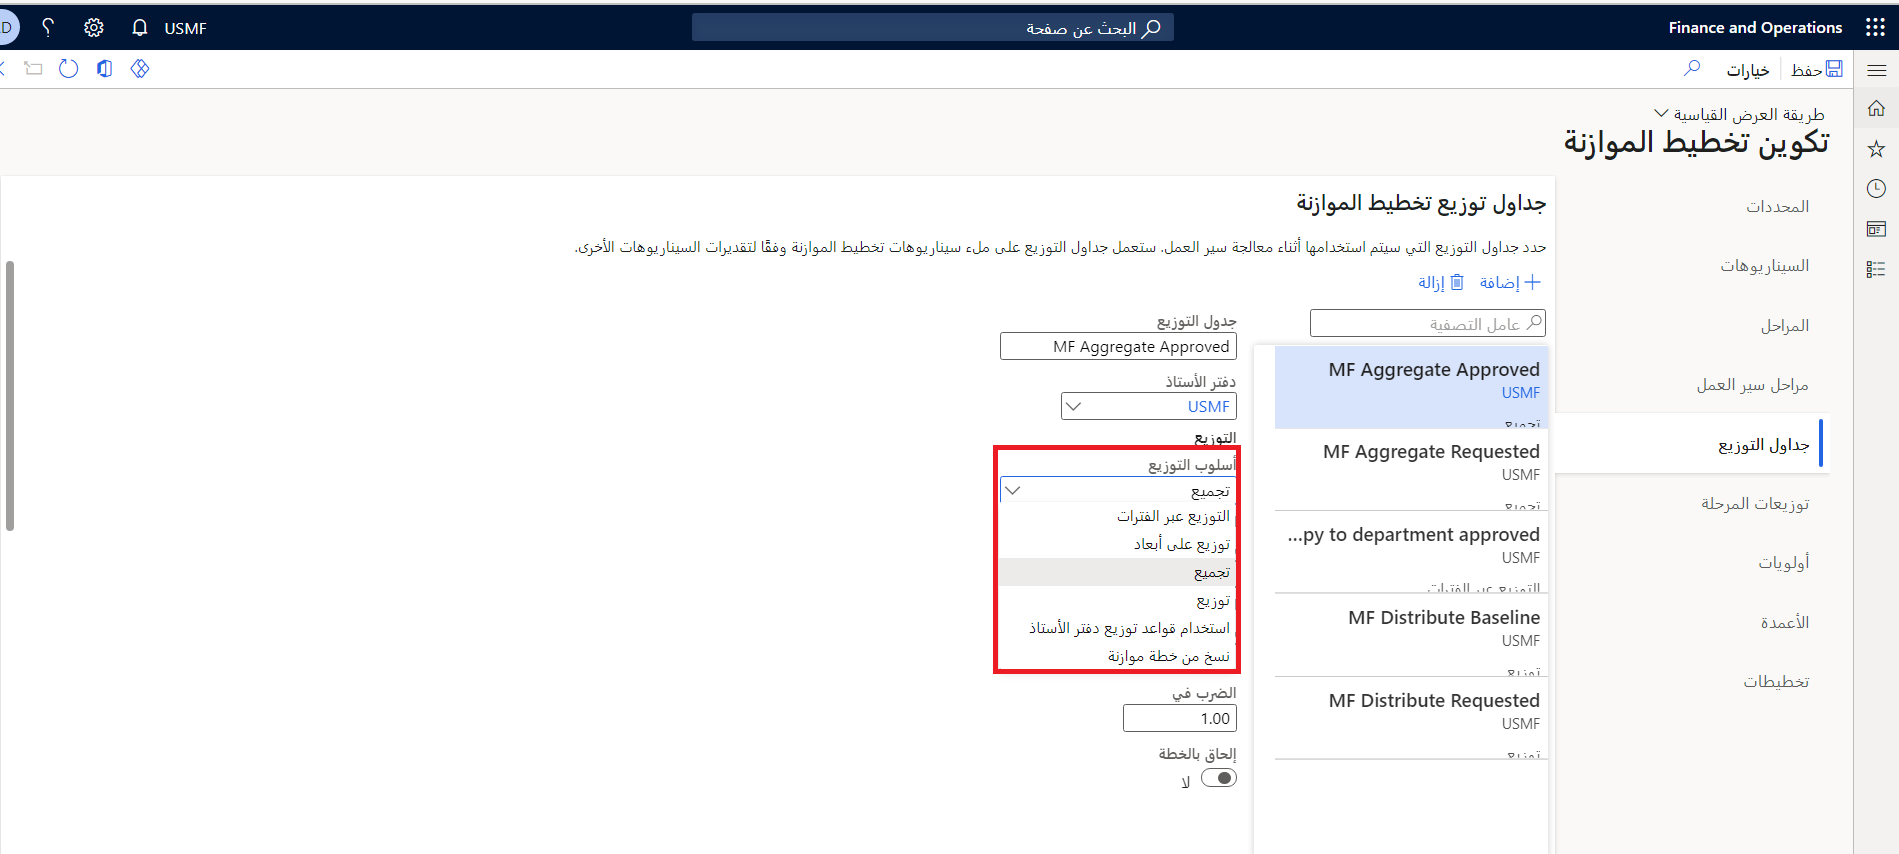 Finance and Operations
البحث عن صفحة
USMF
؟
D
حفظ
خيارات
طريقة العرض القياسية
تكوين تخطيط الموازنة
المحددات
السيناريوهات
المراحل
مراحل سير العمل
جداول التوزيع
توزيعات المرحلة
أولويات
الأعمدة
تخطيطات
جداول توزيع تخطيط الموازنة
حدد جداول التوزيع التي سيتم استخدامها أثناء معالجة سير العمل. ستعمل جداول التوزيع على ملء سيناريوهات تخطيط الموازنة وفقًا لتقديرات السيناريوهات الأخرى.
إضافة
إزالة
عامل التصفية
MF Aggregate Approved
USMF
تجميع
MF Aggregate Requested
USMF
تجميع
...py to department approved
USMF
التوزيع عبر الفترات
MF Distribute Baseline
USMF
توزيع
MF Distribute Requested
USMF
توزيع
جدول التوزيع
MF Aggregate Approved
دفتر الأستاذ
USMF
التوزيع
أسلوب التوزيع
تجميع
التوزيع عبر الفترات
توزيع على أبعاد
تجميع
توزيع
استخدام قواعد توزيع دفتر الأستاذ
نسخ من خطة موازنة
الضرب في
1.00
إلحاق بالخطة
لا